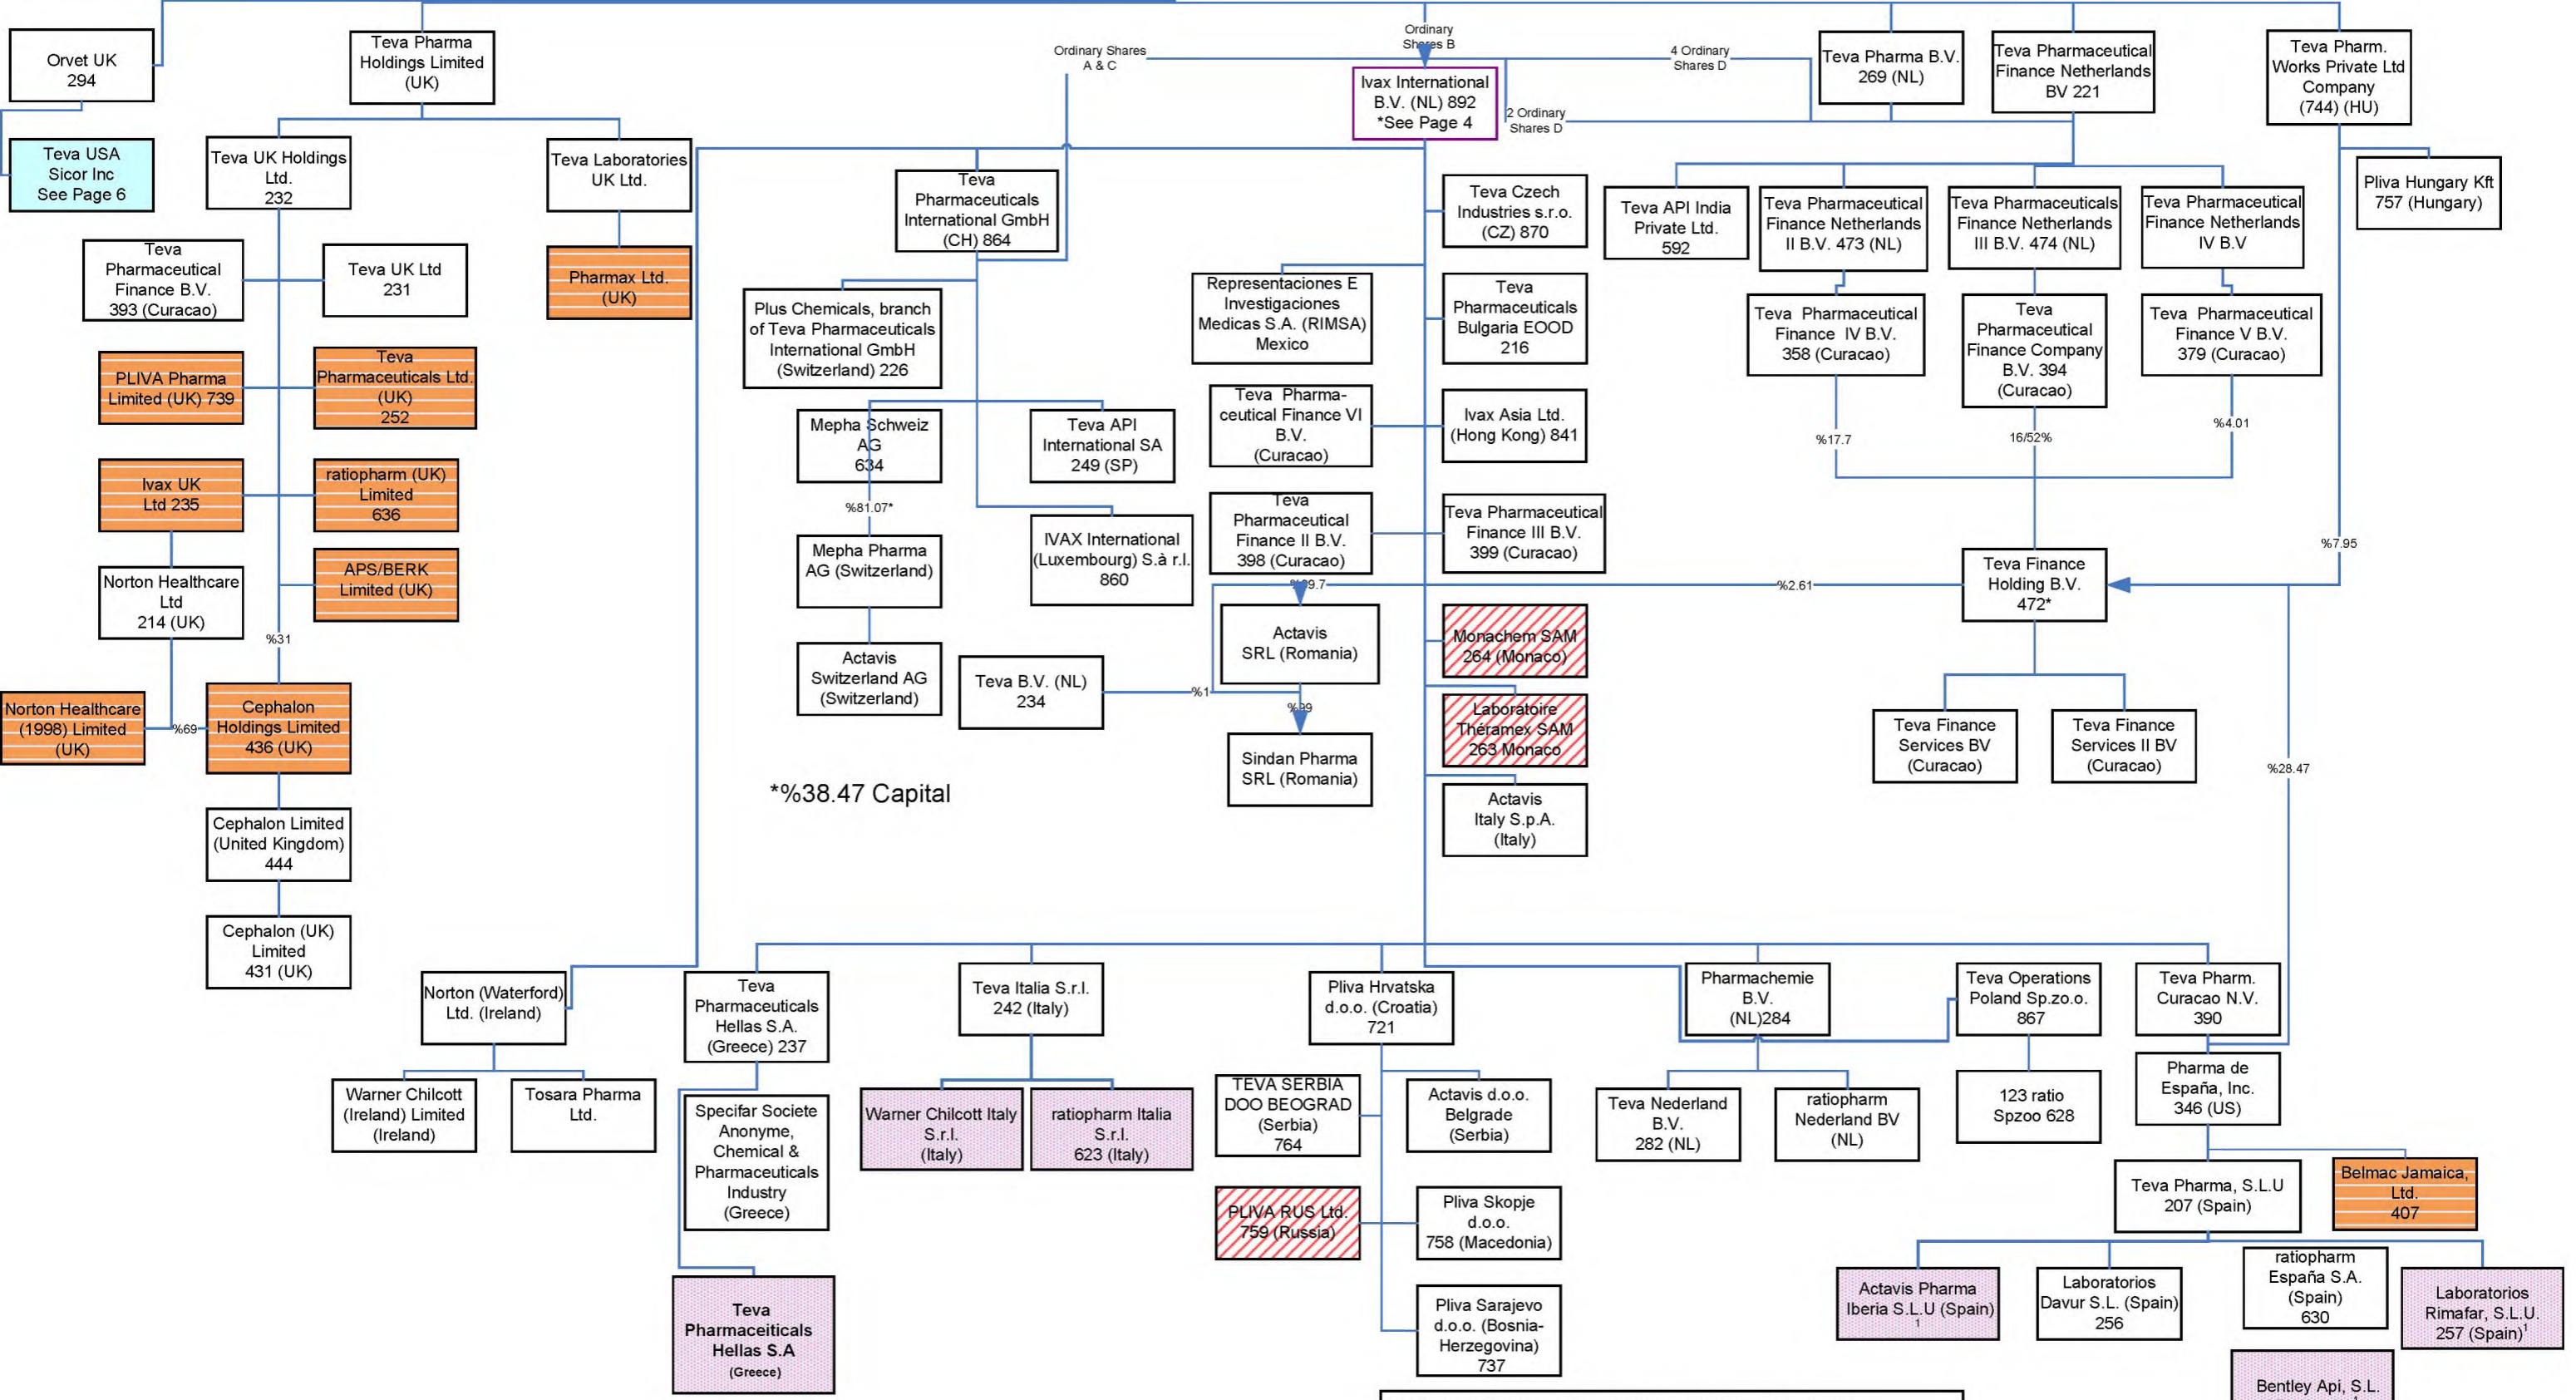 Orvet UK
294
Teva Pharma
Holdings Limited
(UK)
Ordinary Shares
A & C
Ordinary
Shares B
4 Ordinary
Shares D
2 Ordinary
Shares D
Ivax International
B.V. (NL) 892
*See Page 4
Teva Pharma B.V.
269 (NL)
Teva Pharmaceutical
Finance Netherlands
BV 221
Teva Pharm.
Works Private Ltd
Company
(744) (HU)
Teva USA
Sicor Inc
See Page 6
Teva UK Holdings
Ltd.
232
Teva Laboratories
UK Ltd.
Teva
Pharmaceuticals
International GmbH
(CH) 864
Teva Czech
Industries s.r.o.
(CZ) 870
Teva API India
Private Ltd.
592
Teva Pharmaceutical
Finance Netherlands
II B.V. 473 (NL)
Teva Pharmaceuticals
Finance Netherlands
III B.V. 474 (NL)
Teva Pharmaceutical
Finance Netherlands
IV B.V
Pliva Hungary Kft
757 (Hungary)
Teva
Pharmaceutical
Finance B.V.
393 (Curacao)
Teva UK Ltd
231
Pharmax Ltd.
(UK)
Plus Chemicals, branch
of Teva Pharmaceuticals
International GmbH
(Switzerland) 226
Representaciones E
Investigaciones
Medicas S.A. (RIMSA)
Mexico
Teva
Pharmaceuticals
Bulgaria EOOD
216
Teva  Pharmaceutical
Finance  IV B.V.
358 (Curacao)
Teva
Pharmaceutical
Finance Company
B.V. 394
(Curacao)
Teva  Pharmaceutical
Finance V B.V.
379 (Curacao)
PLIVA Pharma
Limited (UK) 739
Teva
Pharmaceuticals Ltd.
(UK)
252
Mepha Schweiz
AG
634
Teva API
International SA
249 (SP)
Teva  Pharma-
ceutical Finance VI
B.V.
(Curacao)
Ivax Asia Ltd.
(Hong Kong) 841
%17.7
16/52%
%4.01
Ivax UK
Ltd 235
ratiopharm (UK)
Limited
636
%81.07*
IVAX International
(Luxembourg) S.à r.l.
860
Teva
Pharmaceutical
Finance II B.V.
398 (Curacao)
Teva Pharmaceutical
Finance III B.V.
399 (Curacao)
%7.95
Norton Healthcare
Ltd
214 (UK)
APS/BERK
Limited (UK)
Mepha Pharma
AG (Switzerland)
%2.61
Teva Finance
Holding B.V.
472*
%31
Actavis
Switzerland AG
(Switzerland)
Teva B.V. (NL)
234
%1
Actavis
SRL (Romania)
Monachem SAM
264 (Monaco)
Norton Healthcare
(1998) Limited
(UK)
%69
Cephalon
Holdings Limited
436 (UK)
Sindan Pharma
SRL (Romania)
Laboratoire
Théramex SAM
263 Monaco
Teva Finance
Services BV
(Curacao)
Teva Finance
Services II BV
(Curacao)
%28.47
*%38.47 Capital
Actavis
Italy S.p.A.
(Italy)
Cephalon Limited
(United Kingdom)
444
Cephalon (UK)
Limited
431 (UK)
Norton (Waterford)
Ltd. (Ireland)
Teva
Pharmaceuticals
Hellas S.A.
(Greece) 237
Teva Italia S.r.l.
242 (Italy)
Pliva Hrvatska
d.o.o. (Croatia)
721
Pharmachemie
B.V.
(NL)284
Teva Operations
Poland Sp.zo.o.
867
Teva Pharm.
Curacao N.V.
390
Warner Chilcott
(Ireland) Limited
(Ireland)
Tosara Pharma
Ltd.
Specifar Societe
Anonyme,
Chemical &
Pharmaceuticals
Industry
(Greece)
Warner Chilcott Italy
S.r.l.
(Italy)
ratiopharm Italia
S.r.l.
623 (Italy)
TEVA SERBIA
DOO BEOGRAD
(Serbia)
764
Actavis d.o.o.
Belgrade
(Serbia)
Teva Nederland
B.V.
282 (NL)
ratiopharm
Nederland BV
(NL)
123 ratio
Spzoo 628
Pharma de
España, Inc.
346 (US)
PLIVA RUS Ltd.
759 (Russia)
Pliva Skopje
d.o.o.
758 (Macedonia)
Teva Pharma, S.L.U
207 (Spain)
Belmac Jamaica,
Ltd.
407
Teva
Pharmaceiticals
Hellas S.A
(Greece)
Pliva Sarajevo
d.o.o. (Bosnia-
Herzegovina)
737
Actavis Pharma
Iberia S.L.U (Spain)
1
Laboratorios
Davur S.L. (Spain)
256
ratiopharm
España S.A.
(Spain)
630
Laboratorios
Rimafar, S.L.U.
257 (Spain)1
Bentley Api, S.L.